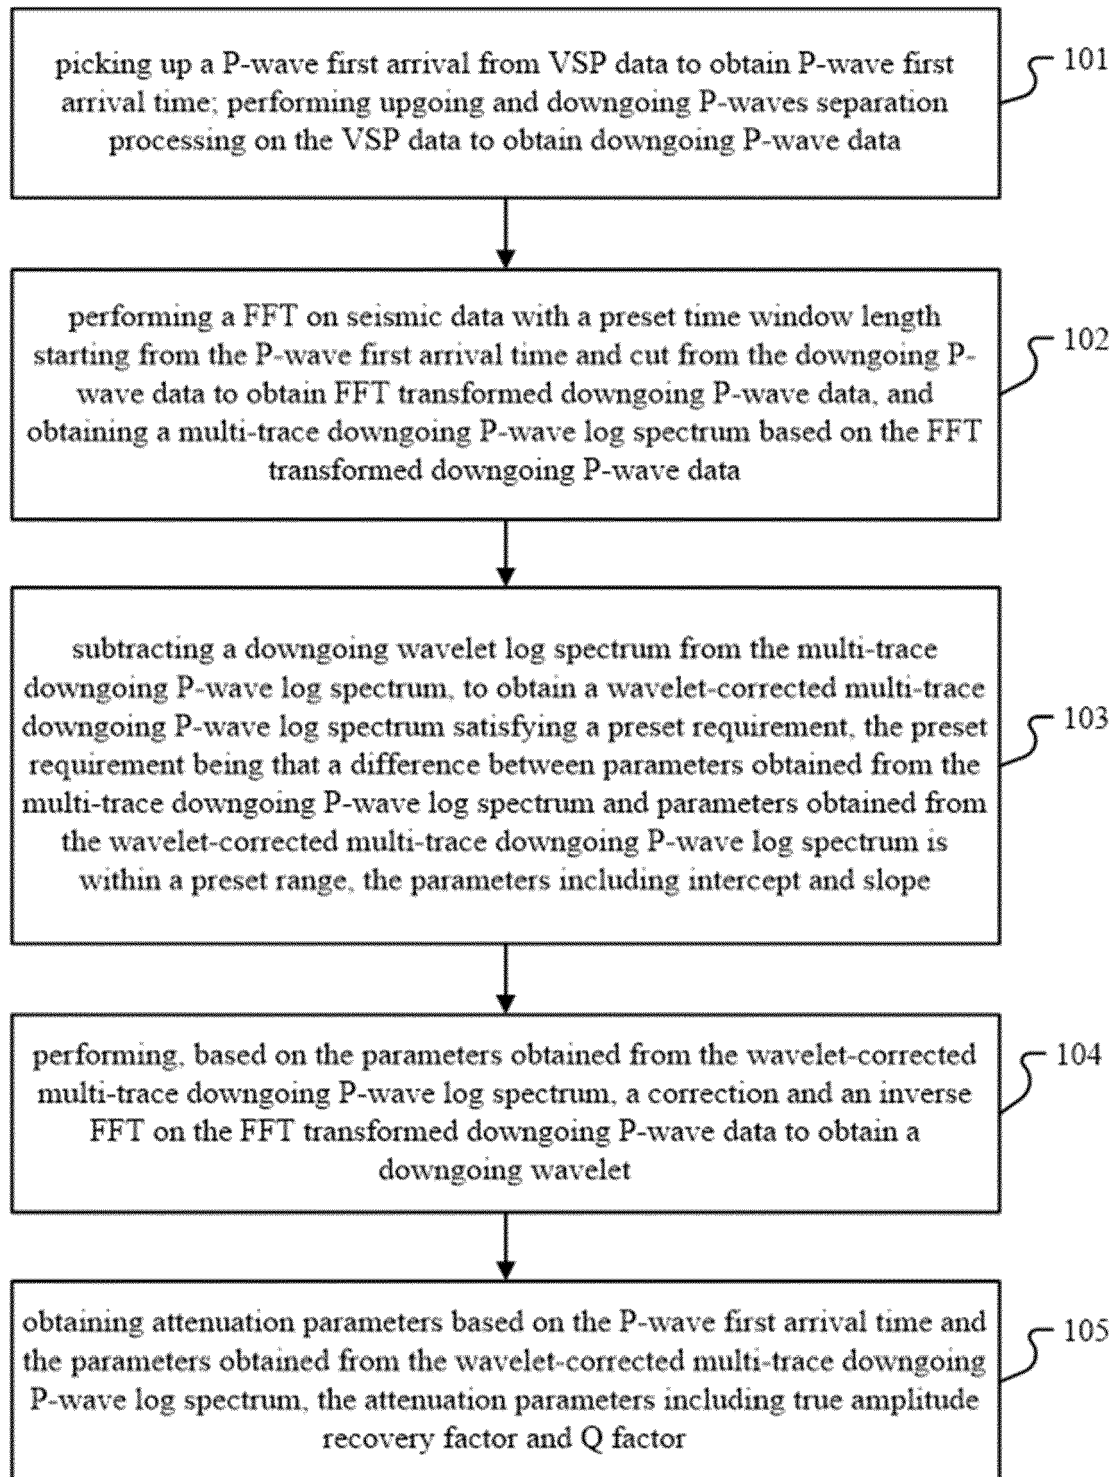 picking up a P-wave first arrival from VSP data to obtain P-wave first
arrival time; performing upgoing and downgoing P-waves separation
processing on the VSP data to obtain downgoing P-wave data
101
performing a FFT on seismic data with a preset time window length
starting from the P-wave first arrival time and cut from the downgoing P-
wave data to obtain FFT transformed downgoing P-wave data, and
obtaining a multi-trace downgoing P-wave log spectrum based on the FFT
transformed downgoing P-wave data
102
subtracting a downgoing wavelet log spectrum from the multi-trace
downgoing P-wave log spectrum, to obtain a wavelet-corrected multi-trace
downgoing P-wave log spectrum satisfying a preset requirement, the preset
requirement being that a difference between parameters obtained from the
multi-trace downgoing P-wave log spectrum and parameters obtained from
the wavelet-corrected multi-trace downgoing P-wave log spectrum is
within a preset range, the parameters including intercept and slope
103
performing, based on the parameters obtained from the wavelet-corrected
multi-trace downgoing P-wave log spectrum, a correction and an inverse
FFT on the FFT transformed downgoing P-wave data to obtain a
downgoing wavelet
104
obtaining attenuation parameters based on the P-wave first arrival time and
the parameters obtained from the wavelet-corrected multi-trace downgoing
P-wave log spectrum, the attenuation parameters including true amplitude
recovery factor and Q factor
105